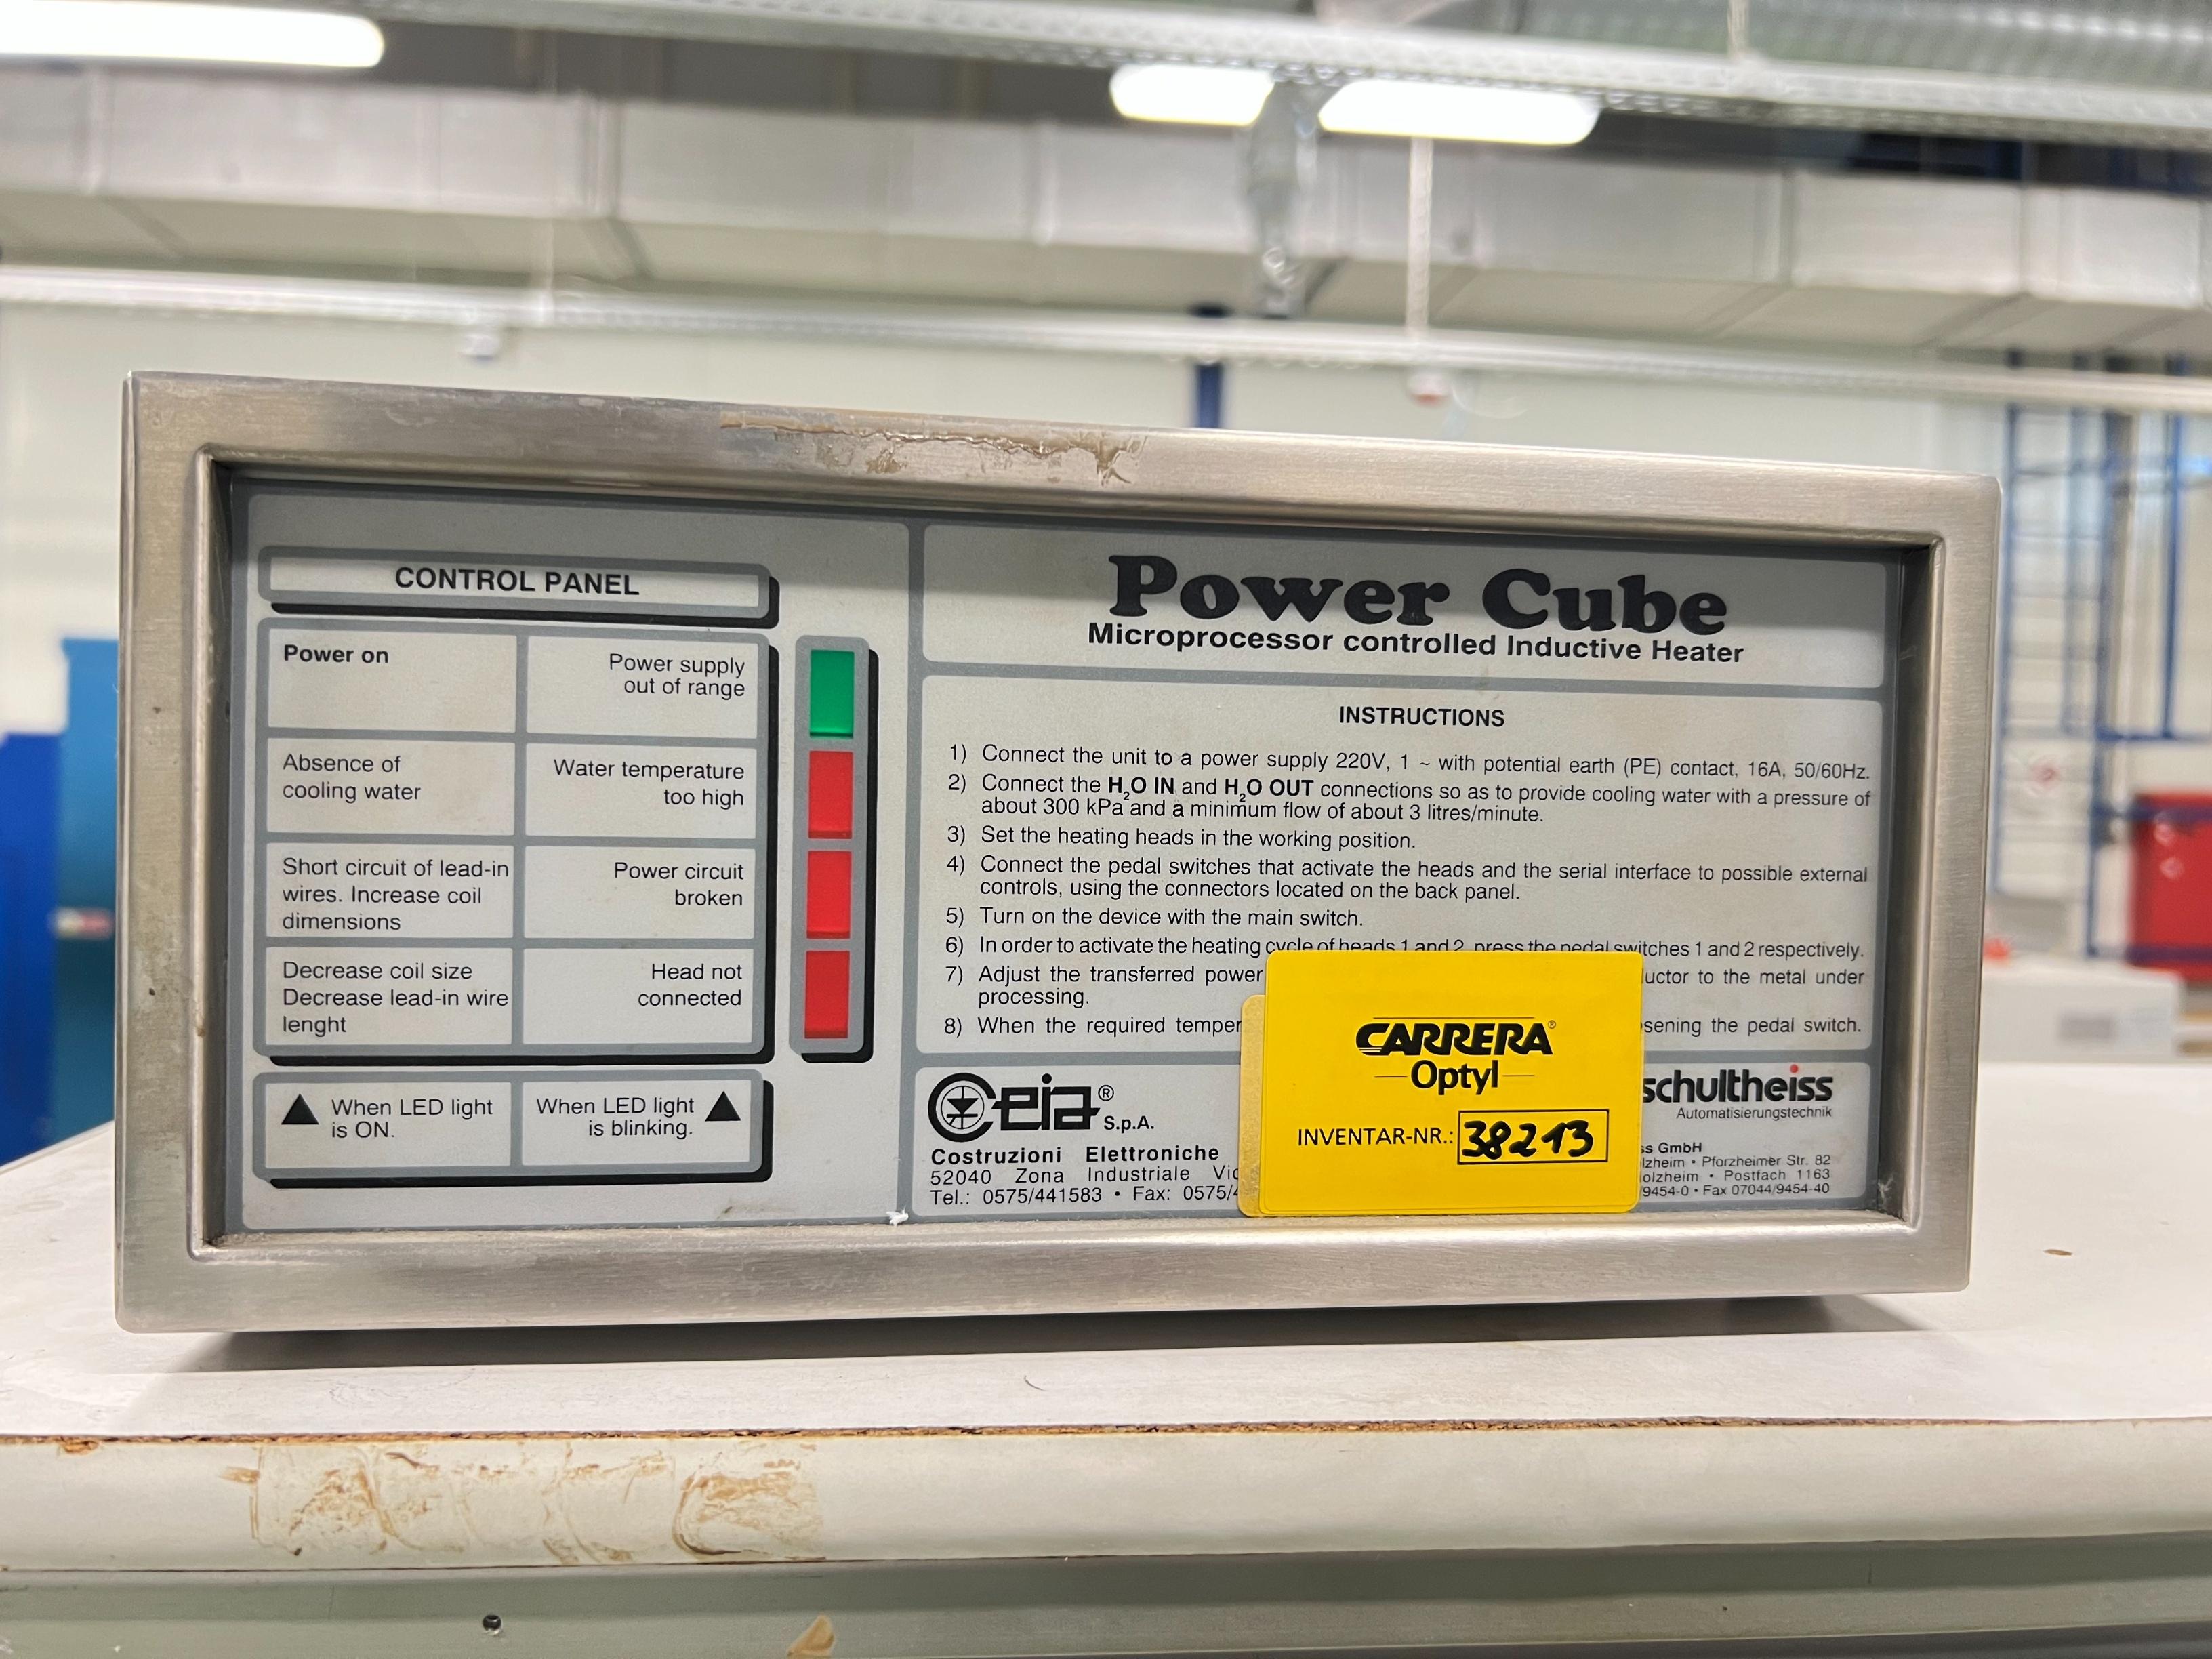 CONTROL PANEL
Power on
Power supply
out of range
Absence of
cooling water
Water temperature
too high
Short circuit of lead-in
wires. Increase coil
dimensions
Power circuit
broken
Decrease coil size
Decrease lead-in wire
lenght
Head not
connected
▲ When LED light
is ON.
When LED light ▲
is blinking.
Power Cube
Microprocessor controlled Inductive Heater
INSTRUCTIONS
1) Connect the unit to a power supply 220V, 1 ~ with potential earth (PE) contact, 16A, 50/60Hz.
2) Connect the H₂O IN and H₂O OUT connections so as to provide cooling water with a pressure of
about 300 kPa and a minimum flow of about 3 litres/minute.
3) Set the heating heads in the working position.
4) Connect the pedal switches that activate the heads and the serial interface to possible external
controls, using the connectors located on the back panel.
5) Turn on the device with the main switch.
6) In order to activate the heating cycle of heads 1 and 2, press the pedal switches 1 and 2 respectively.
7) Adjust the transferred power uctor to the metal under
processing.
8) When the required temper sening the pedal switch.
Ceia® S.p.A.
Costruzioni Elettroniche
52040 Zona Industriale Vic
Tel.: 0575/441583 • Fax: 0575/4
CARRERA®
Optyl
INVENTAR-NR.: 38213
schultheiss
Automatisierungstechnik
ss GmbH
lzheim • Pforzheimer Str. 82
olzheim • Postfach 1163
9454-0 • Fax 07044/9454-40